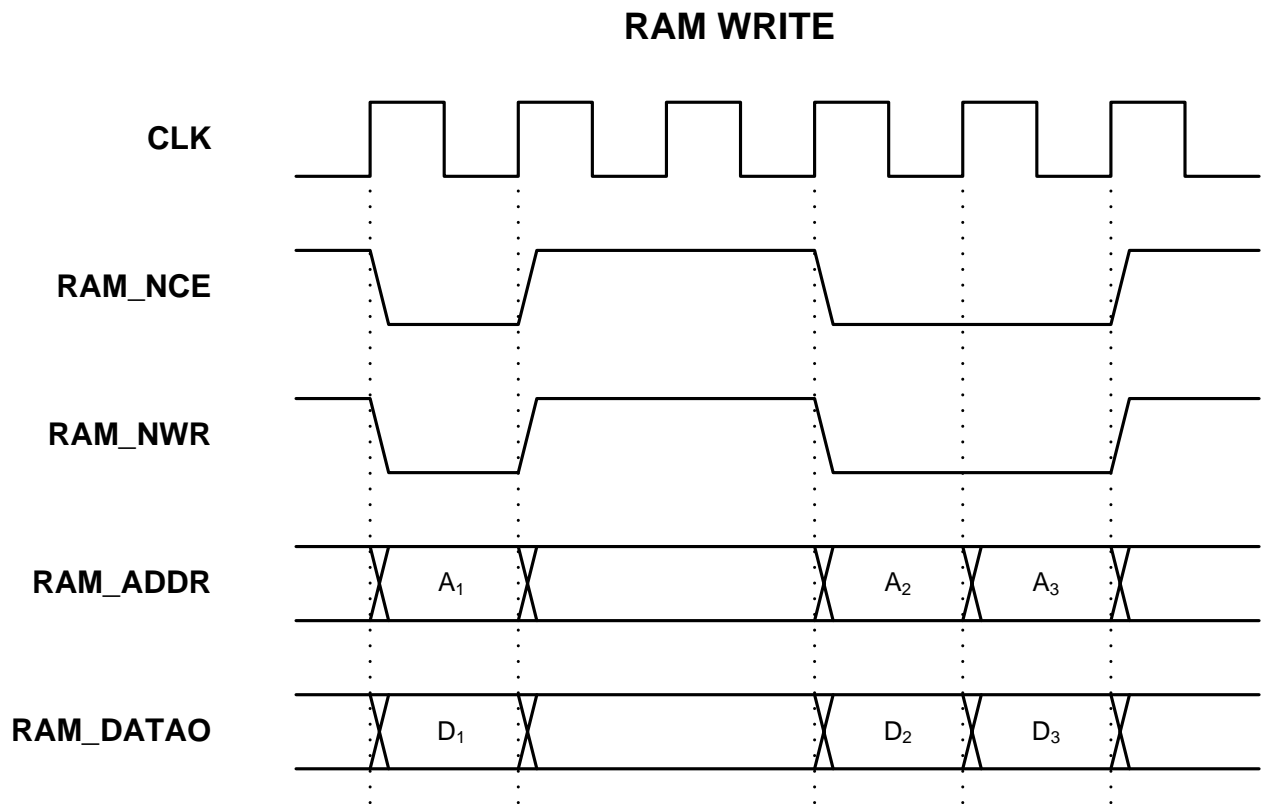 RAM WRITE
CLK
RAM_NCE
RAM_NWR
RAM_ADDR
A₁
A₂
A₃
RAM_DATAO
D₁
D₂
D₃